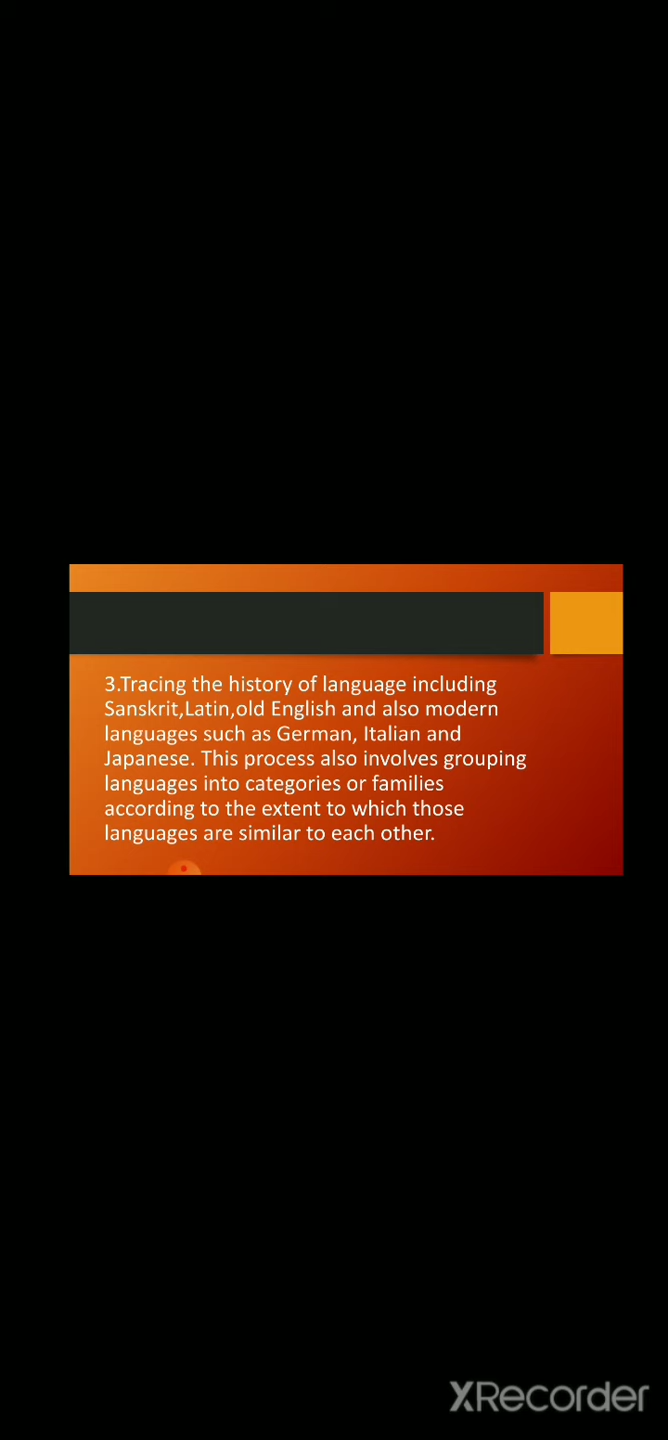 3.Tracing the history of language including
Sanskrit,Latin,old English and also modern
languages such as German, Italian and
Japanese. This process also involves grouping
languages into categories or families
according to the extent to which those
languages are similar to each other.
XRecorder